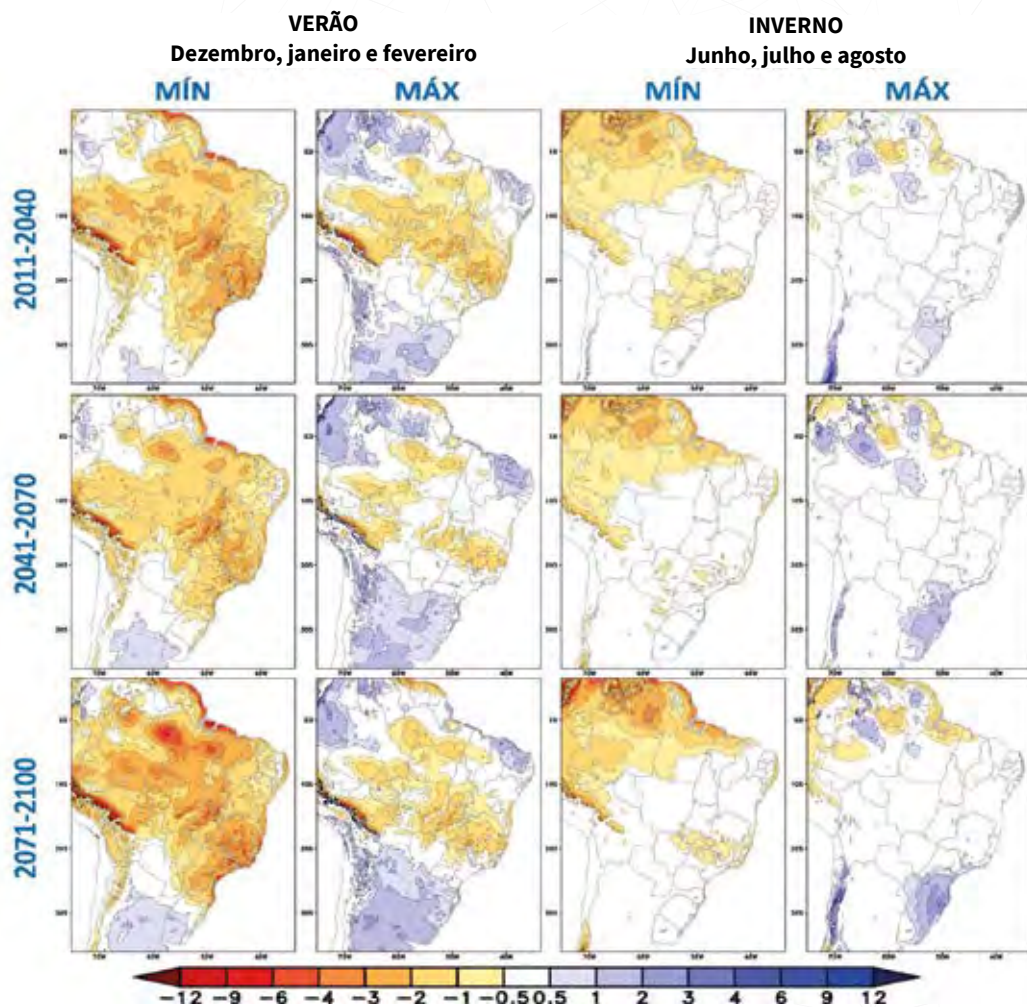 VERÃO
Dezembro, janeiro e fevereiro
INVERNO
Junho, julho e agosto
MÍN MÁX MÍN MÁX
2011-2040
2041-2070
2071-2100
-12 -9 -6 -4 -3 -2 -1 -0.5 0.5 1 2 3 4 6 9 12